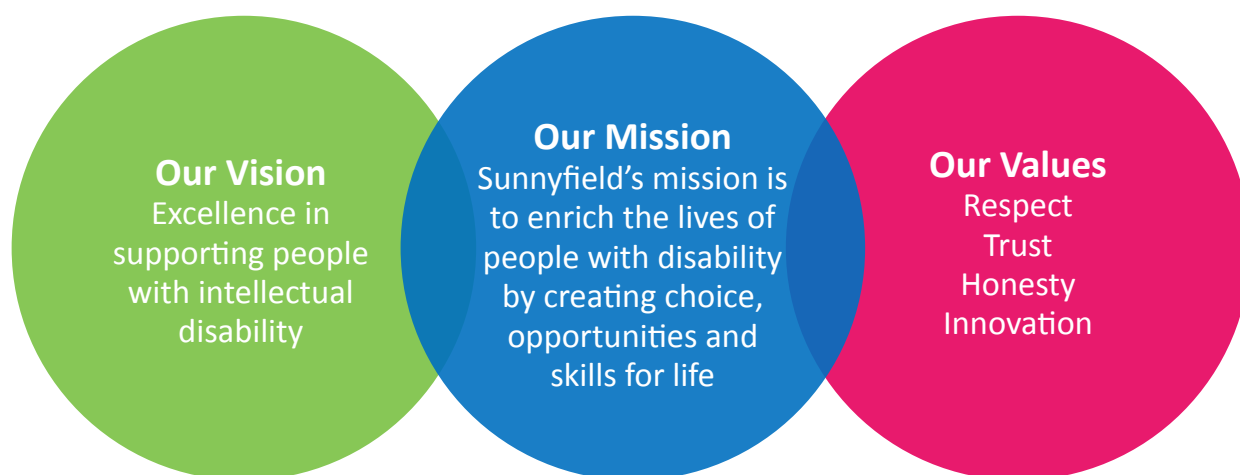 Our Vision
Excellence in
supporting people
with intellectual
disability
Our Mission
Sunnyfield’s mission is
to enrich the lives of
people with disability
by creating choice,
opportunities and
skills for life
Our Values
Respect
Trust
Honesty
Innovation